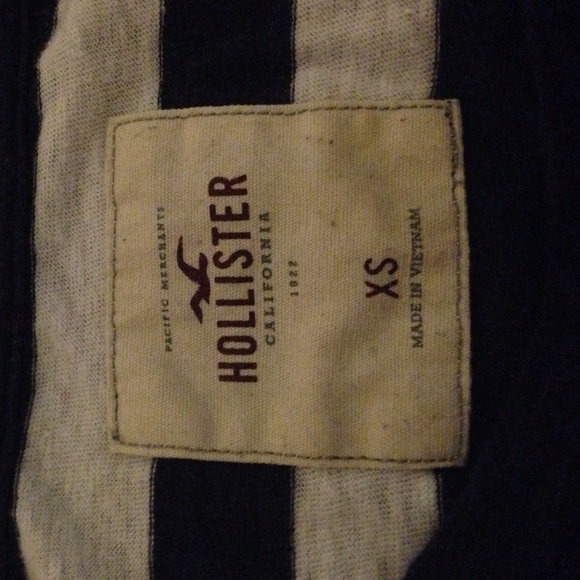 PACIFIC MERCHANTS
HOLLISTER
CALIFORNIA
1922
XS
MADE IN VIETNAM